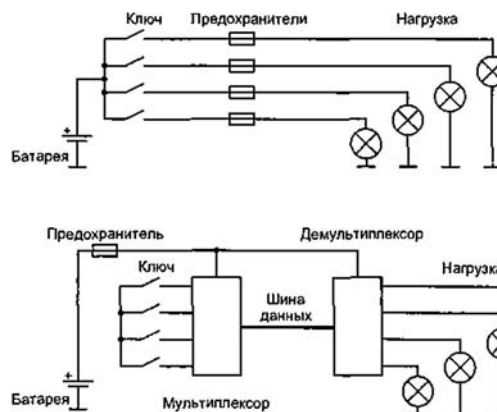 Ключ Предохранители Нагрузка
+
Батарея
Предохранитель Демультиплексор
Ключ Нагрузка
Шина
данных
+
Батарея
Мультиплексор